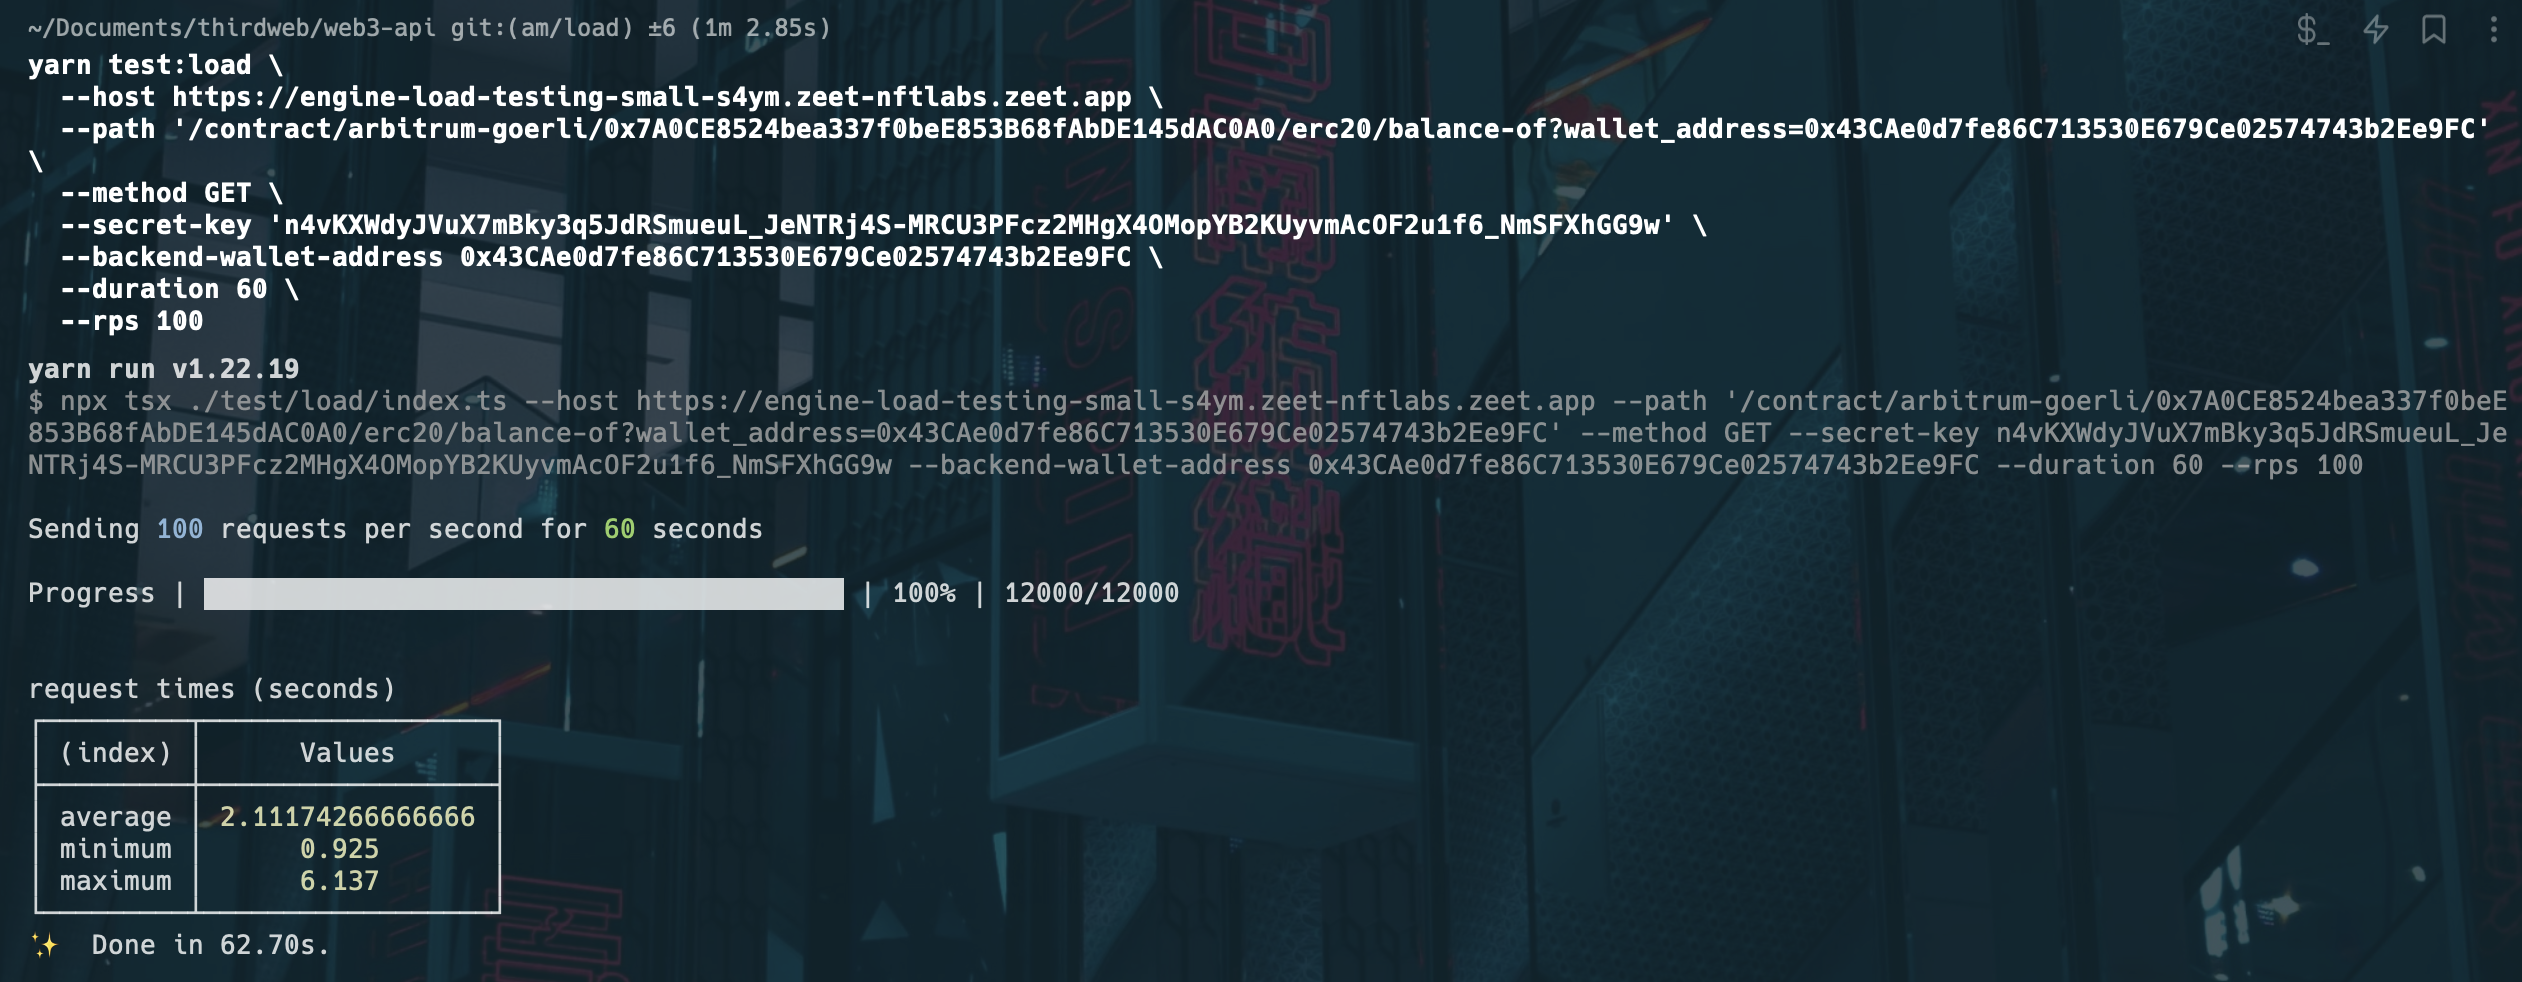 ~/Documents/thirdweb/web3-api git:(am/load) ±6 (1m 2.85s)
yarn test:load \
--host https://engine-load-testing-small-s4ym.zeet-nftlabs.zeet.app \
--path '/contract/arbitrum-goerli/0x7A0CE8524bea337f0beE853B68fAbDE145dAC0A0/erc20/balance-of?wallet_address=0x43CAe0d7fe86C713530E679Ce02574743b2Ee9FC'
\
--method GET \
--secret-key 'n4vKXWdyJVuX7mBky3q5JdRSmueuL_JeNTRj4S-MRCU3PFcz2MHgX4OMopYB2KUyvmAcOF2u1f6_NmSFXhGG9w' \
--backend-wallet-address 0x43CAe0d7fe86C713530E679Ce02574743b2Ee9FC \
--duration 60 \
--rps 100
yarn run v1.22.19
$ npx tsx ./test/load/index.ts --host https://engine-load-testing-small-s4ym.zeet-nftlabs.zeet.app --path '/contract/arbitrum-goerli/0x7A0CE8524bea337f0beE
853B68fAbDE145dAC0A0/erc20/balance-of?wallet_address=0x43CAe0d7fe86C713530E679Ce02574743b2Ee9FC' --method GET --secret-key n4vKXWdyJVuX7mBky3q5JdRSmueuL_Je
NTRj4S-MRCU3PFcz2MHgX4OMopYB2KUyvmAcOF2u1f6_NmSFXhGG9w --backend-wallet-address 0x43CAe0d7fe86C713530E679Ce02574743b2Ee9FC --duration 60 --rps 100
Sending 100 requests per second for 60 seconds
Progress | | 100% | 12000/12000
request times (seconds)
(index) Values
average 2.11174266666666
minimum 0.925
maximum 6.137
✨ Done in 62.70s.